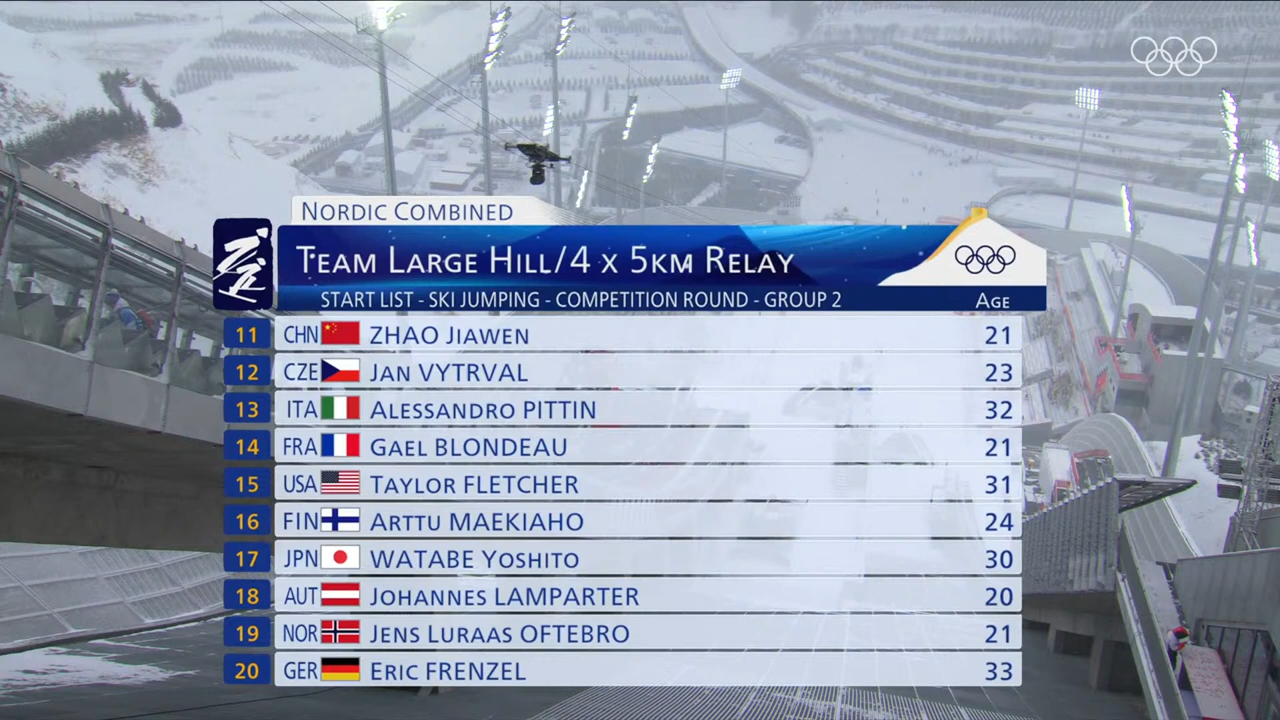 NORDIC COMBINED
TEAM LARGE HILL/4 X 5KM RELAY
START LIST - SKI JUMPING - COMPETITION ROUND - GROUP 2 AGE
11 CHN ZHAO JIAWEN 21
12 CZE JAN VYTRVAL 23
13 ITA ALESSANDRO PITTIN 32
14 FRA GAEL BLONDEAU 21
15 USA TAYLOR FLETCHER 31
16 FIN ARTTU MAEKIAHO 24
17 JPN WATABE YOSHITO 30
18 AUT JOHANNES LAMPARTER 20
19 NOR JENS LURAAS OFTEBRO 21
20 GER ERIC FRENZEL 33